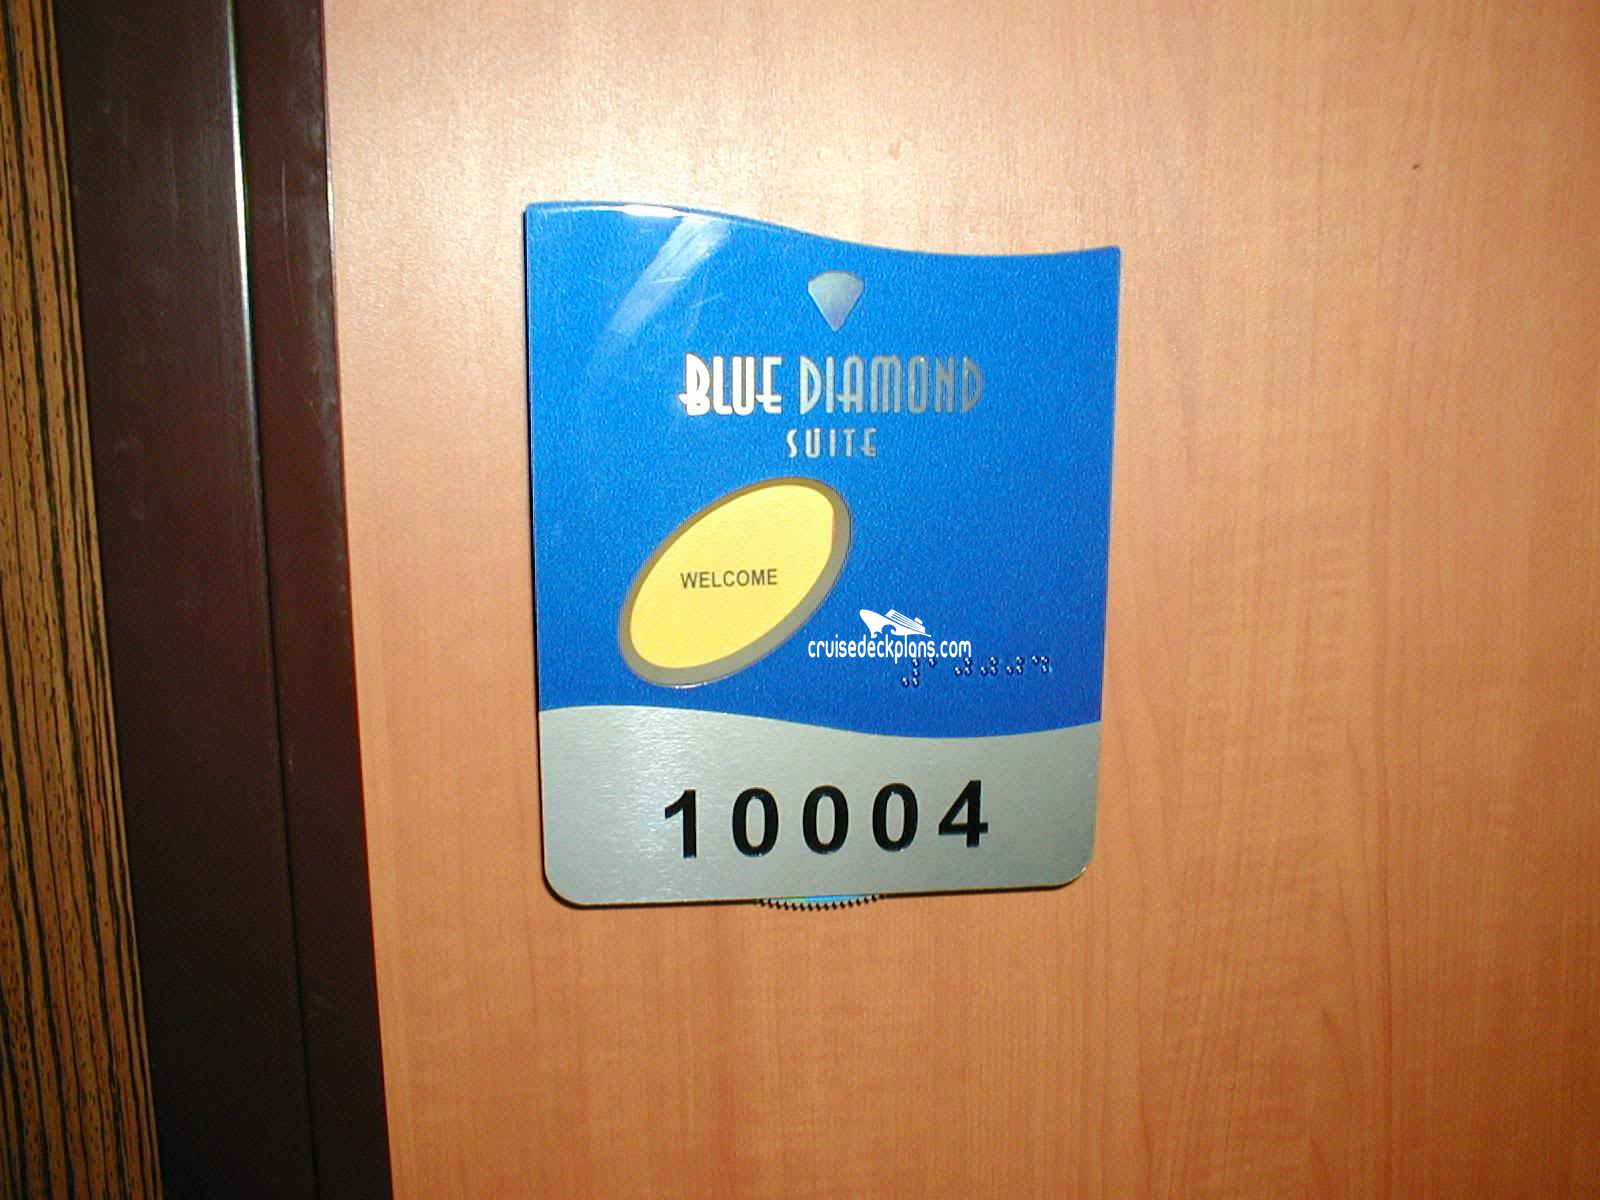 BLUE DIAMOND
SUITE
WELCOME
cruisedeckplans.com
10004